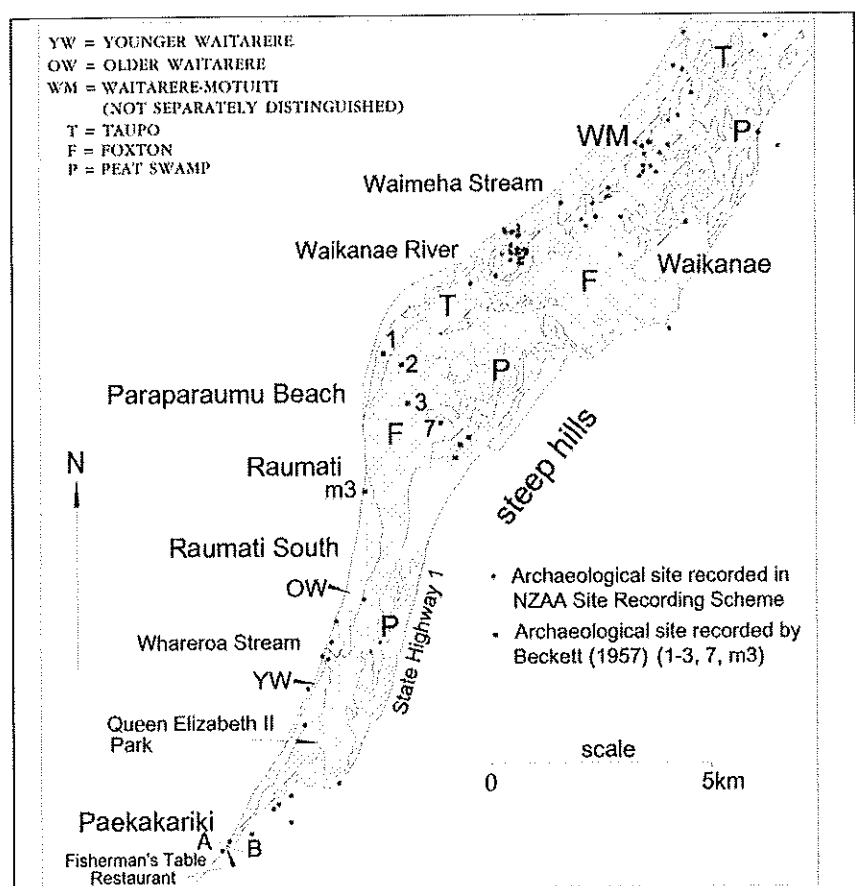 YW = YOUNGER WAITARERE
OW = OLDER WAITARERE
WM = WAITARERE-MOTUITI
(NOT SEPARATELY DISTINGUISHED)
T = TAUPO
F = FOXTON
P = PEAT SWAMP
T
WM
P
Waimeha Stream
Waikanae River
Waikanae
F
T
1
2
P
Paraparaumu Beach
3
7
F
N
Raumati
m3
steep hills
Raumati South
OW
• Archaeological site recorded in
NZAA Site Recording Scheme
P
Whareroa Stream
▪ Archaeological site recorded by
Beckett (1957) (1-3, 7, m3)
YW
State Highway 1
Queen Elizabeth II
Park
scale
0
5km
Paekakariki
A
B
Fisherman's Table
Restaurant